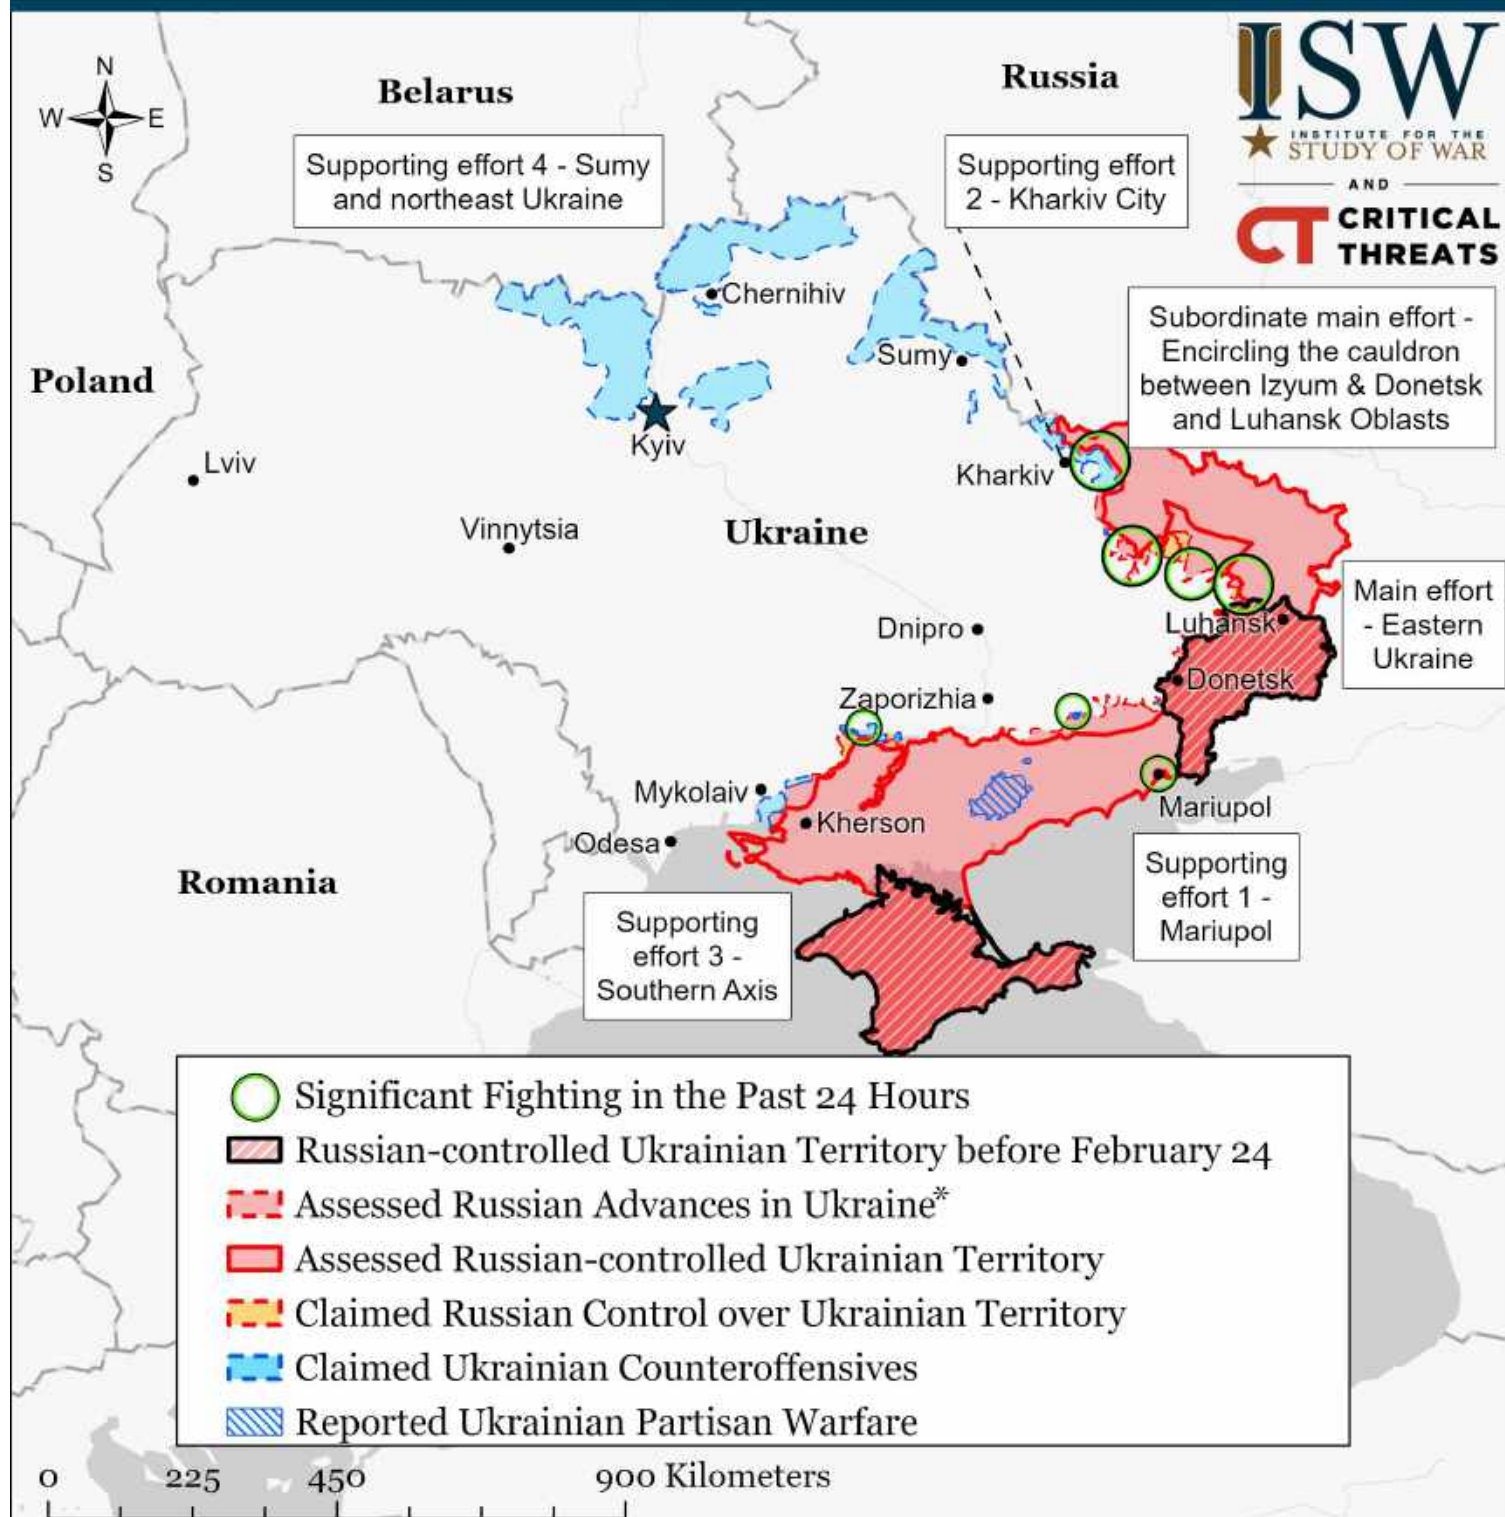 N
W E
S
Belarus
Russia
ISW
INSTITUTE FOR THE
STUDY OF WAR
AND
CT CRITICAL
THREATS
Supporting effort 4 - Sumy
and northeast Ukraine
Supporting effort
2 - Kharkiv City
Subordinate main effort -
Encircling the cauldron
between Izyum & Donetsk
and Luhansk Oblasts
Chernihiv
Sumy
Poland
Kyiv
Lviv
Kharkiv
Vinnytsia
Ukraine
Main effort
- Eastern
Ukraine
Dnipro
Luhansk
Donetsk
Zaporizhia
Mykolaiv
Mariupol
Kherson
Odesa
Romania
Supporting
effort 1 -
Mariupol
Supporting
effort 3 -
Southern Axis
Significant Fighting in the Past 24 Hours
Russian-controlled Ukrainian Territory before February 24
Assessed Russian Advances in Ukraine*
Assessed Russian-controlled Ukrainian Territory
Claimed Russian Control over Ukrainian Territory
Claimed Ukrainian Counteroffensives
Reported Ukrainian Partisan Warfare
0 225 450 900 Kilometers